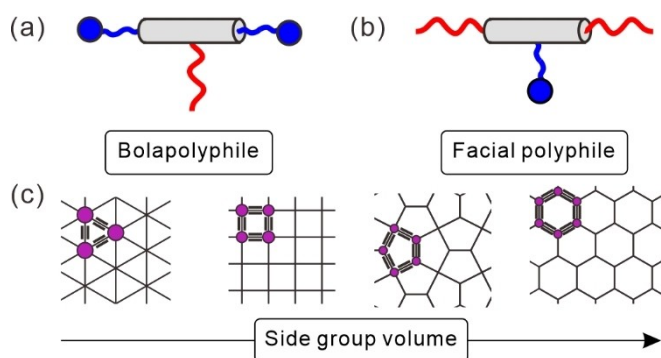 (a)
(b)
Bolapolyphile
Facial polyphile
(c)
Side group volume